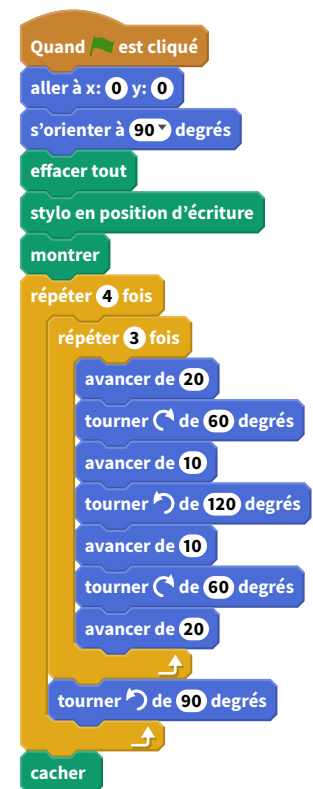 Quand est cliqué
aller à x: 0 y: 0
s’orienter à 90 degrés
effacer tout
stylo en position d’écriture
montrer
répéter 4 fois
répéter 3 fois
avancer de 20
tourner de 60 degrés
avancer de 10
tourner de 120 degrés
avancer de 10
tourner de 60 degrés
avancer de 20
tourner de 90 degrés
cacher